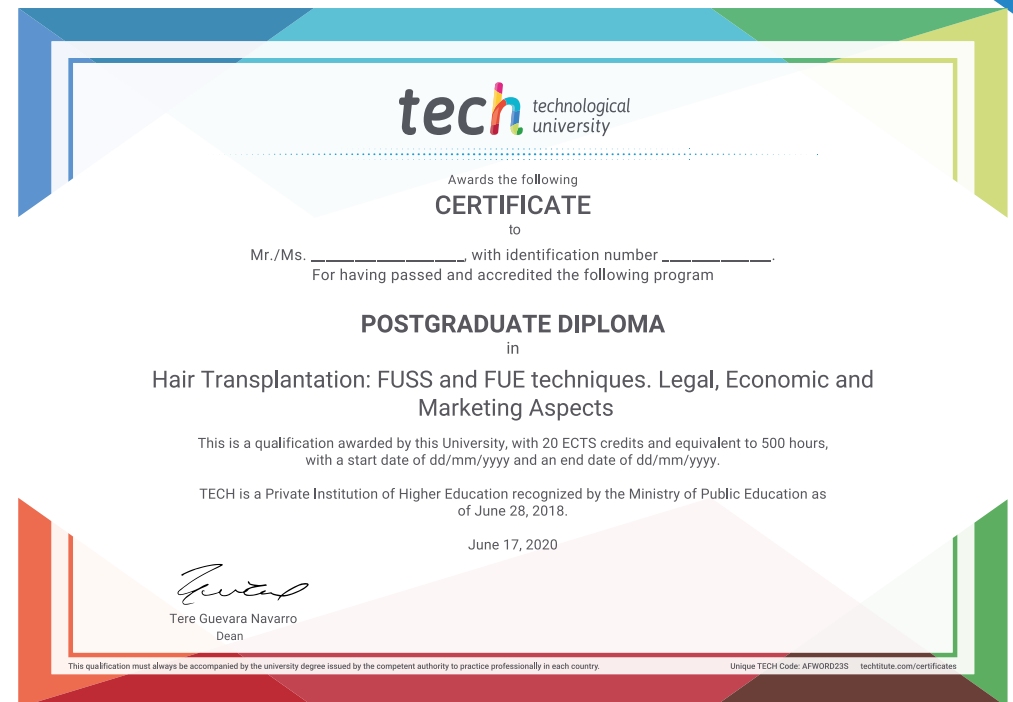 tech technological
university
Awards the following
CERTIFICATE
to
Mr./Ms. ____________________, with identification number ______________.
For having passed and accredited the following program
POSTGRADUATE DIPLOMA
in
Hair Transplantation: FUSS and FUE techniques. Legal, Economic and
Marketing Aspects
This is a qualification awarded by this University, with 20 ECTS credits and equivalent to 500 hours,
with a start date of dd/mm/yyyy and an end date of dd/mm/yyyy.
TECH is a Private Institution of Higher Education recognized by the Ministry of Public Education as
of June 28, 2018.
June 17, 2020
Tere Guevara Navarro
Dean
This qualification must always be accompanied by the university degree issued by the competent authority to practice professionally in each country.
Unique TECH Code: AFWORD23S techtitute.com/certificates